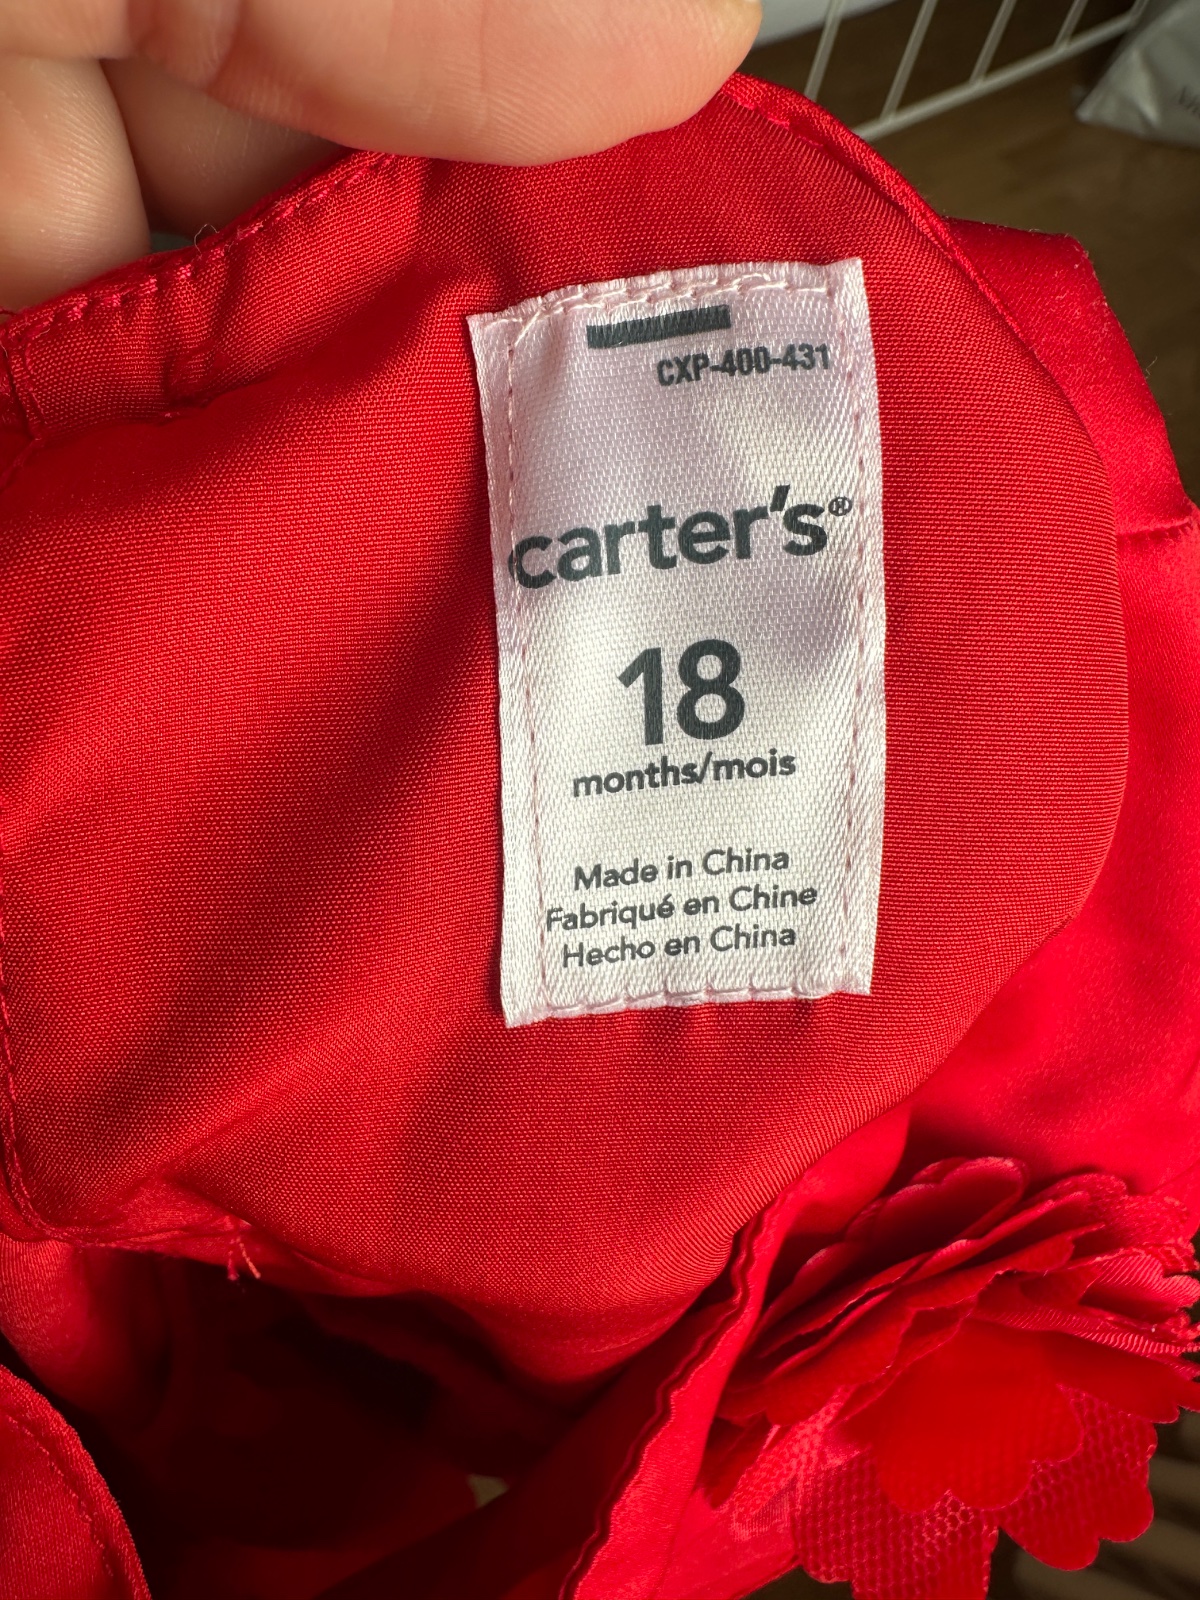 CXP-400-431
carter's®
18
months/mois
Made in China
Fabriqué en Chine
Hecho en China